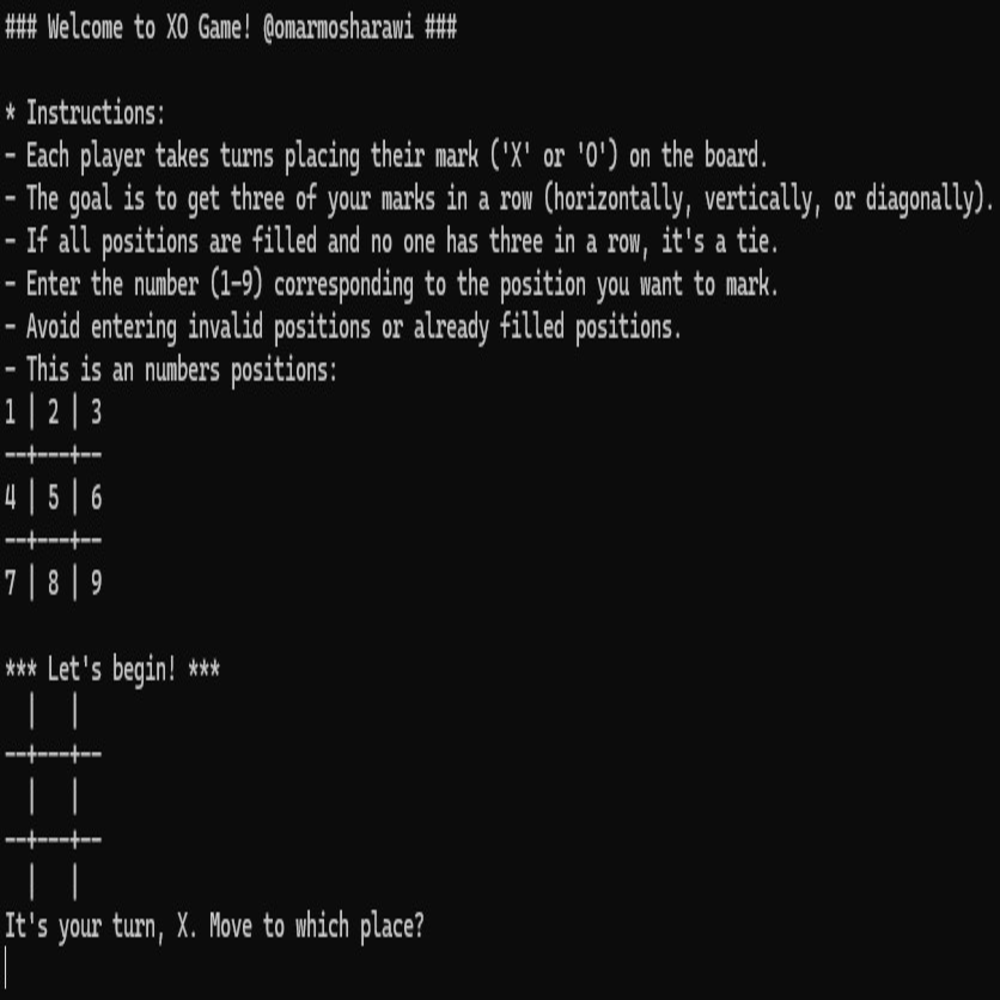 ### Welcome to XO Game! @omarmosharawi ###
* Instructions:
- Each player takes turns placing their mark ('X' or 'O') on the board.
- The goal is to get three of your marks in a row (horizontally, vertically, or diagonally).
- If all positions are filled and no one has three in a row, it's a tie.
- Enter the number (1-9) corresponding to the position you want to mark.
- Avoid entering invalid positions or already filled positions.
- This is an numbers positions:
1 | 2 | 3
--+---+--
4 | 5 | 6
--+---+--
7 | 8 | 9
*** Let's begin! ***
  |   |
--+---+--
  |   |
--+---+--
  |   |
It's your turn, X. Move to which place?